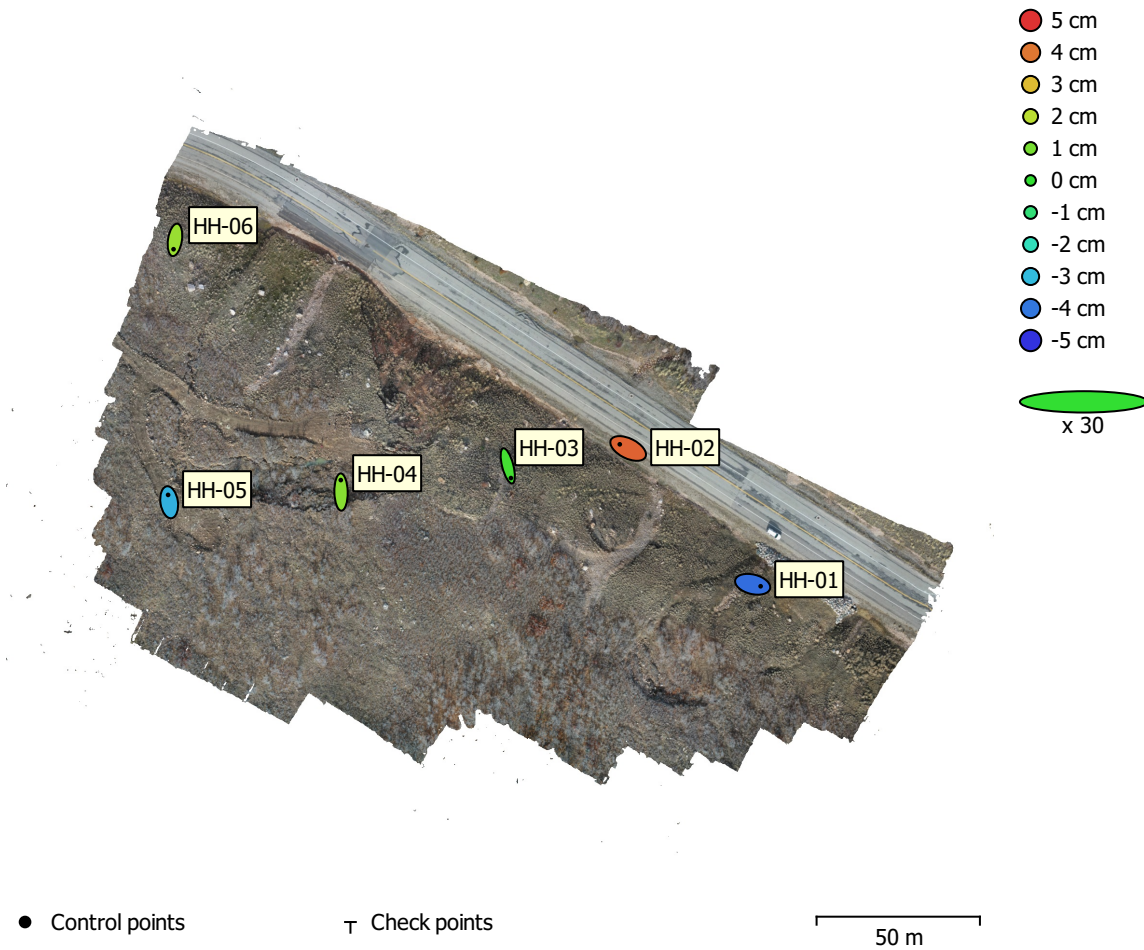 5 cm
4 cm
3 cm
2 cm
1 cm
0 cm
-1 cm
-2 cm
-3 cm
-4 cm
-5 cm
x 30
HH-06
HH-03
HH-02
HH-04
HH-05
HH-01
Control points
Check points
50 m